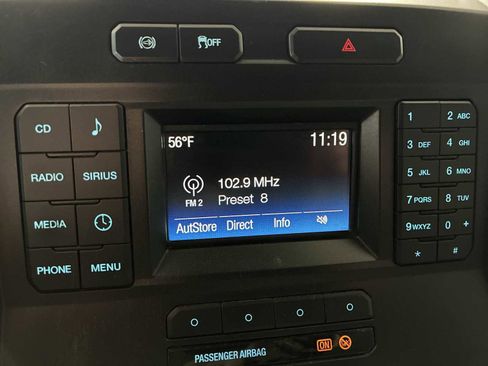 OFF
CD
RADIO SIRIUS
MEDIA
PHONE MENU
56°F 11:19
102.9 MHz
FM 2 Preset 8
AutStore Direct Info
1 2 ABC
3 DEF 4 GHI
5 JKL 6 MNO
7 PQRS 8 TUV
9 WXYZ 0 +
* #
PASSENGER AIRBAG ON